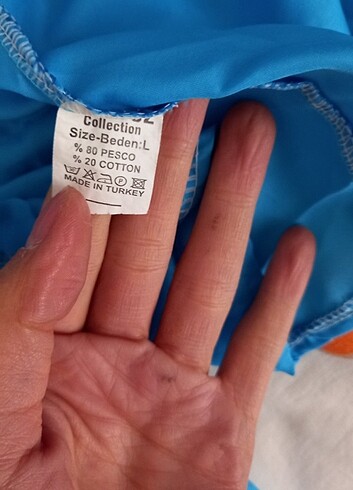 Collection
Size-Beden:L
% 80 PESCO
% 20 COTTON
MADE IN TURKEY